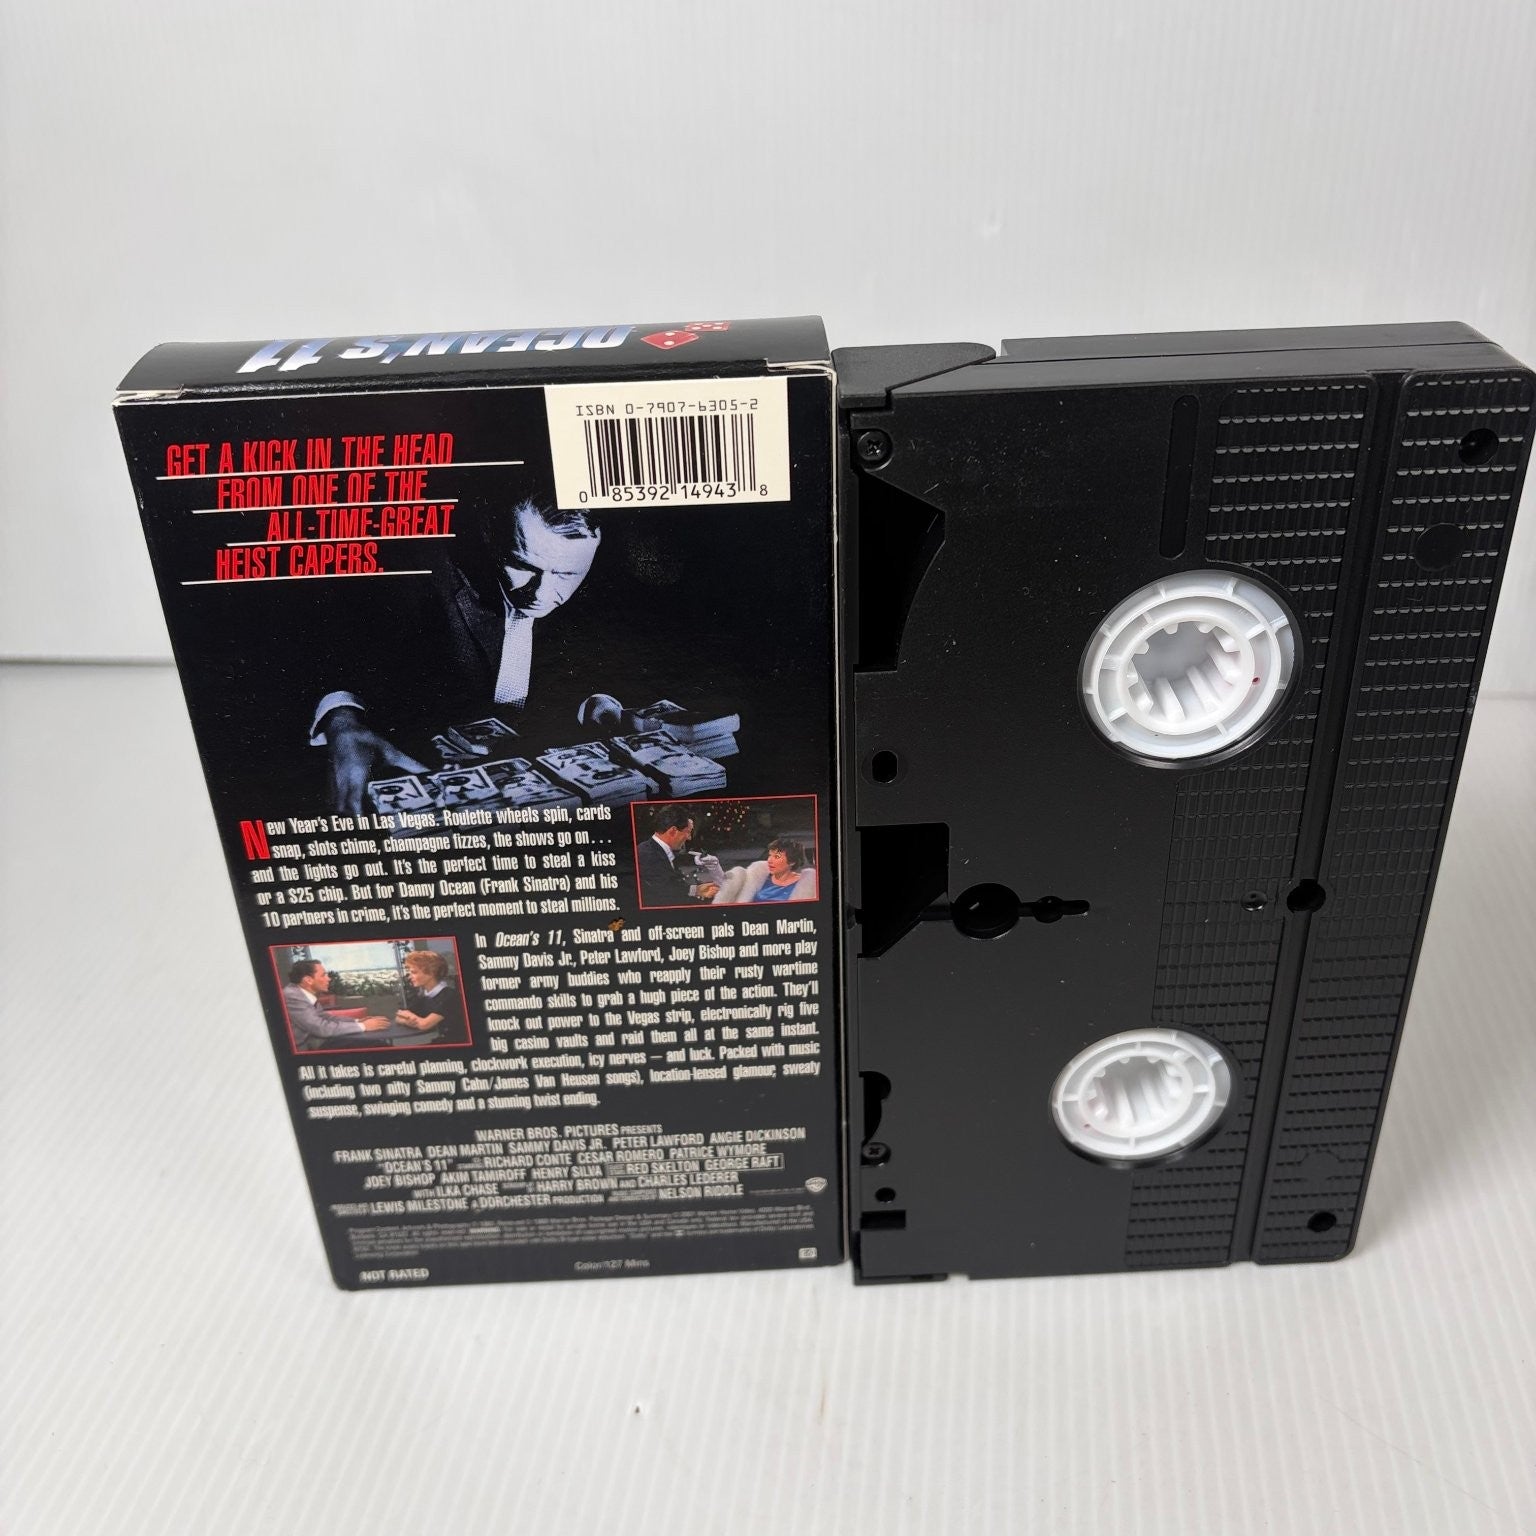 OCEAN'S 11
ISBN 0-7907-6305-2
0 85392 14943 8
GET A KICK IN THE HEAD
FROM ONE OF THE
ALL-TIME-GREAT
HEIST CAPERS.
New Year's Eve in Las Vegas. Roulette wheels spin, cards
snap, slots chime, champagne fizzes, the shows go on...
and the lights go out. It's the perfect time to steal a kiss
or a $25 chip. But for Danny Ocean (Frank Sinatra) and his
10 partners in crime, it's the perfect moment to steal millions.
In Ocean's 11, Sinatra and off-screen pals Dean Martin,
Sammy Davis Jr., Peter Lawford, Joey Bishop and more play
former army buddies who reapply their rusty wartime
commando skills to grab a hugh piece of the action. They'll
knock out power to the Vegas strip, electronically rig five
big casino vaults and raid them all at the same instant.
All it takes is careful planning, clockwork execution, icy nerves — and luck. Packed with music
(including two nifty Sammy Cahn/James Van Heusen songs), location-lensed glamour, sweaty
suspense, swinging comedy and a stunning twist ending.
WARNER BROS. PICTURES PRESENTS
FRANK SINATRA DEAN MARTIN SAMMY DAVIS JR. PETER LAWFORD ANGIE DICKINSON
"OCEAN'S 11" RICHARD CONTE CESAR ROMERO PATRICE WYMORE
JOEY BISHOP AKIM TAMIROFF HENRY SILVA RED SKELTON GEORGE RAFT
WITH ILKA CHASE HARRY BROWN AND CHARLES LEDERER
LEWIS MILESTONE A DORCHESTER PRODUCTION NELSON RIDDLE
NOT RATED
Color/127 Mins